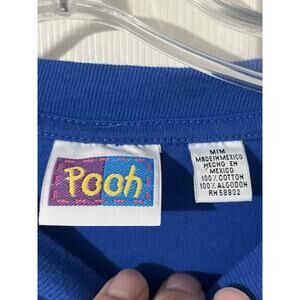 Pooh
M/M
MADE IN MEXICO
HECHO EN
MEXICO
100% COTTON
100% ALGODON
RN 58832